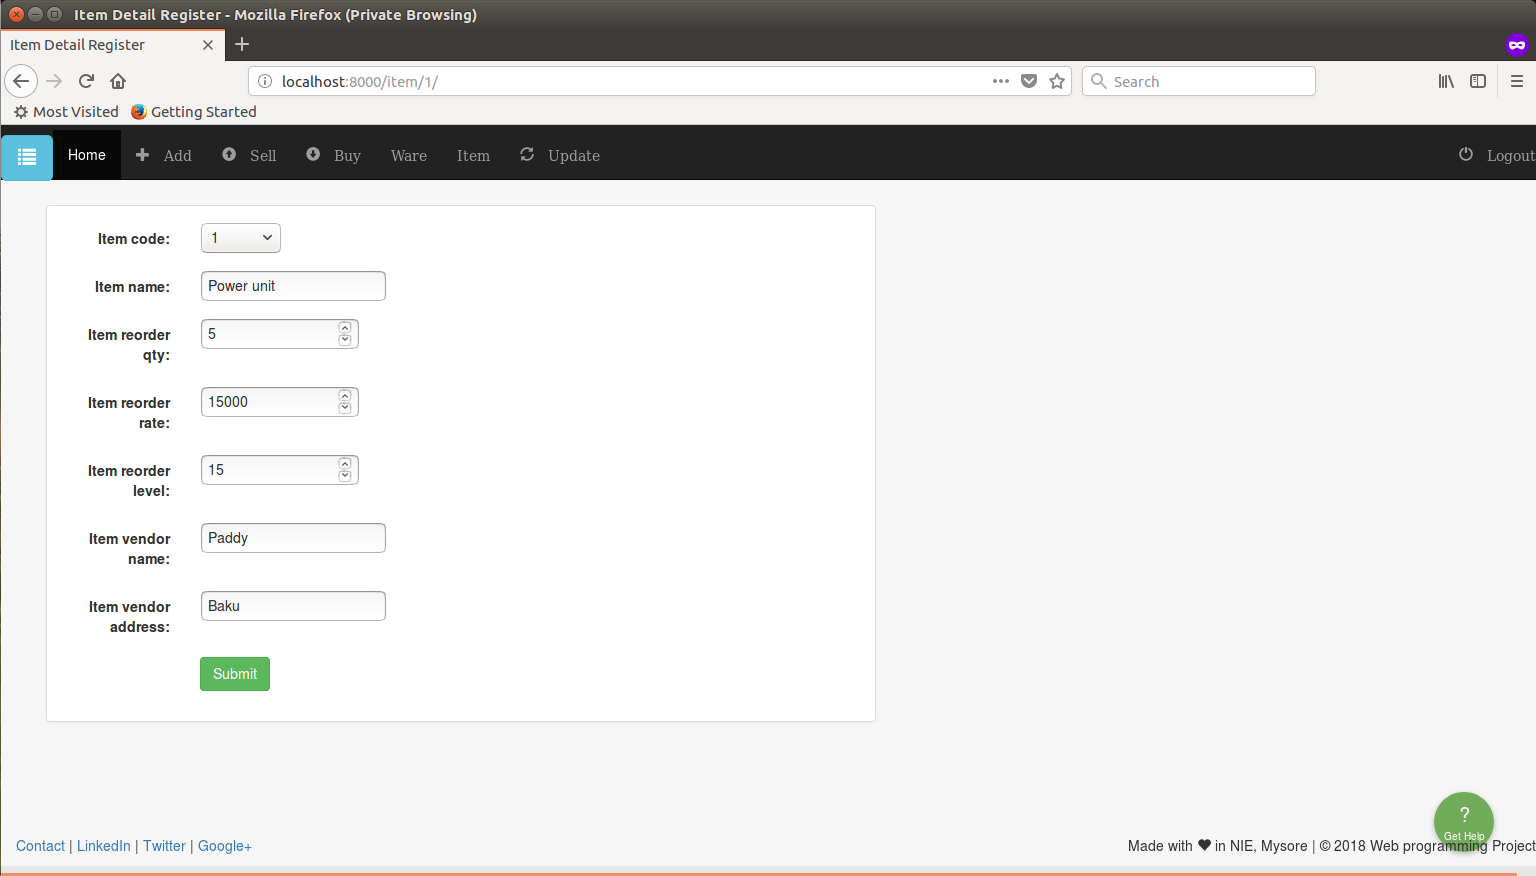 Item Detail Register - Mozilla Firefox (Private Browsing)
Item Detail Register
localhost:8000/item/1/
Search
Most Visited Getting Started
Home Add Sell Buy Ware Item Update Logout
Item code: 1
Item name: Power unit
Item reorder qty: 5
Item reorder rate: 15000
Item reorder level: 15
Item vendor name: Paddy
Item vendor address: Baku
Submit
?
Get Help
Contact | LinkedIn | Twitter | Google+
Made with ♥ in NIE, Mysore | © 2018 Web programming Project